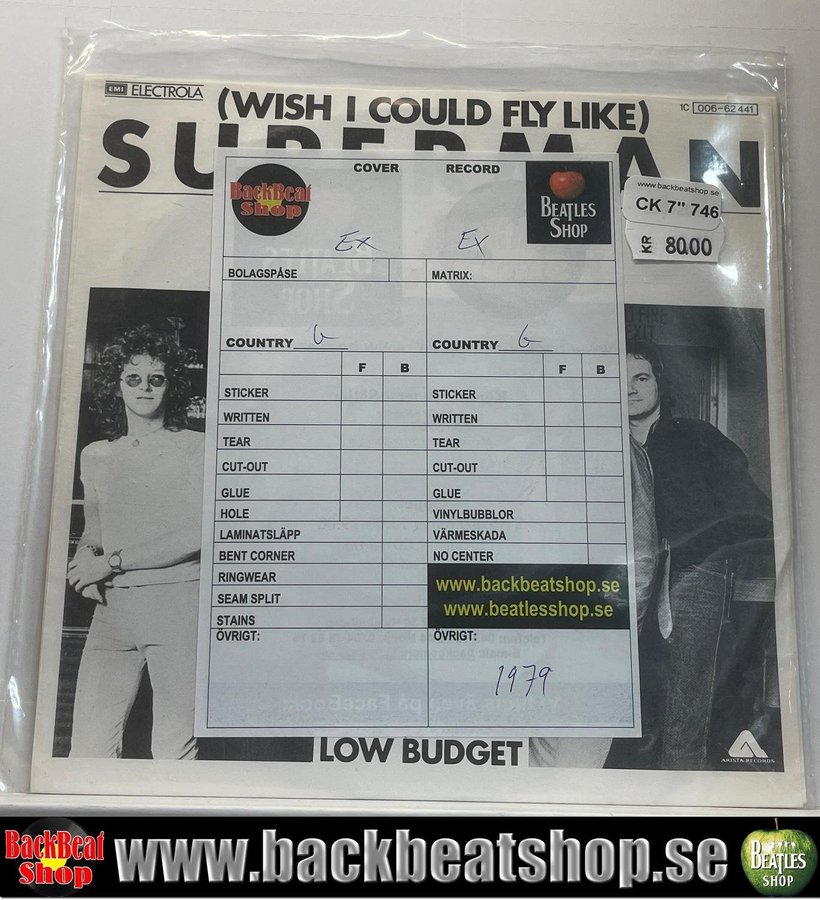 EMI ELECTROLA
(WISH I COULD FLY LIKE)
1C 006-62 441
SUPERMAN
COVER RECORD
BackBeat Shop
BEATLES SHOP
www.backbeatshop.se
CK 7" 746
KR 80.00
Ex Ex
BOLAGSPÅSE MATRIX:
COUNTRY G COUNTRY G
F B F B
STICKER STICKER
WRITTEN WRITTEN
TEAR TEAR
CUT-OUT CUT-OUT
GLUE GLUE
HOLE VINYLBUBBLOR
LAMINATSLÄPP VÄRMESKADA
BENT CORNER NO CENTER
RINGWEAR
www.backbeatshop.se
SEAM SPLIT
www.beatlesshop.se
STAINS
ÖVRIGT: ÖVRIGT:
1979
LOW BUDGET
ARISTA RECORDS
BackBeat Shop www.backbeatshop.se BEATLES SHOP